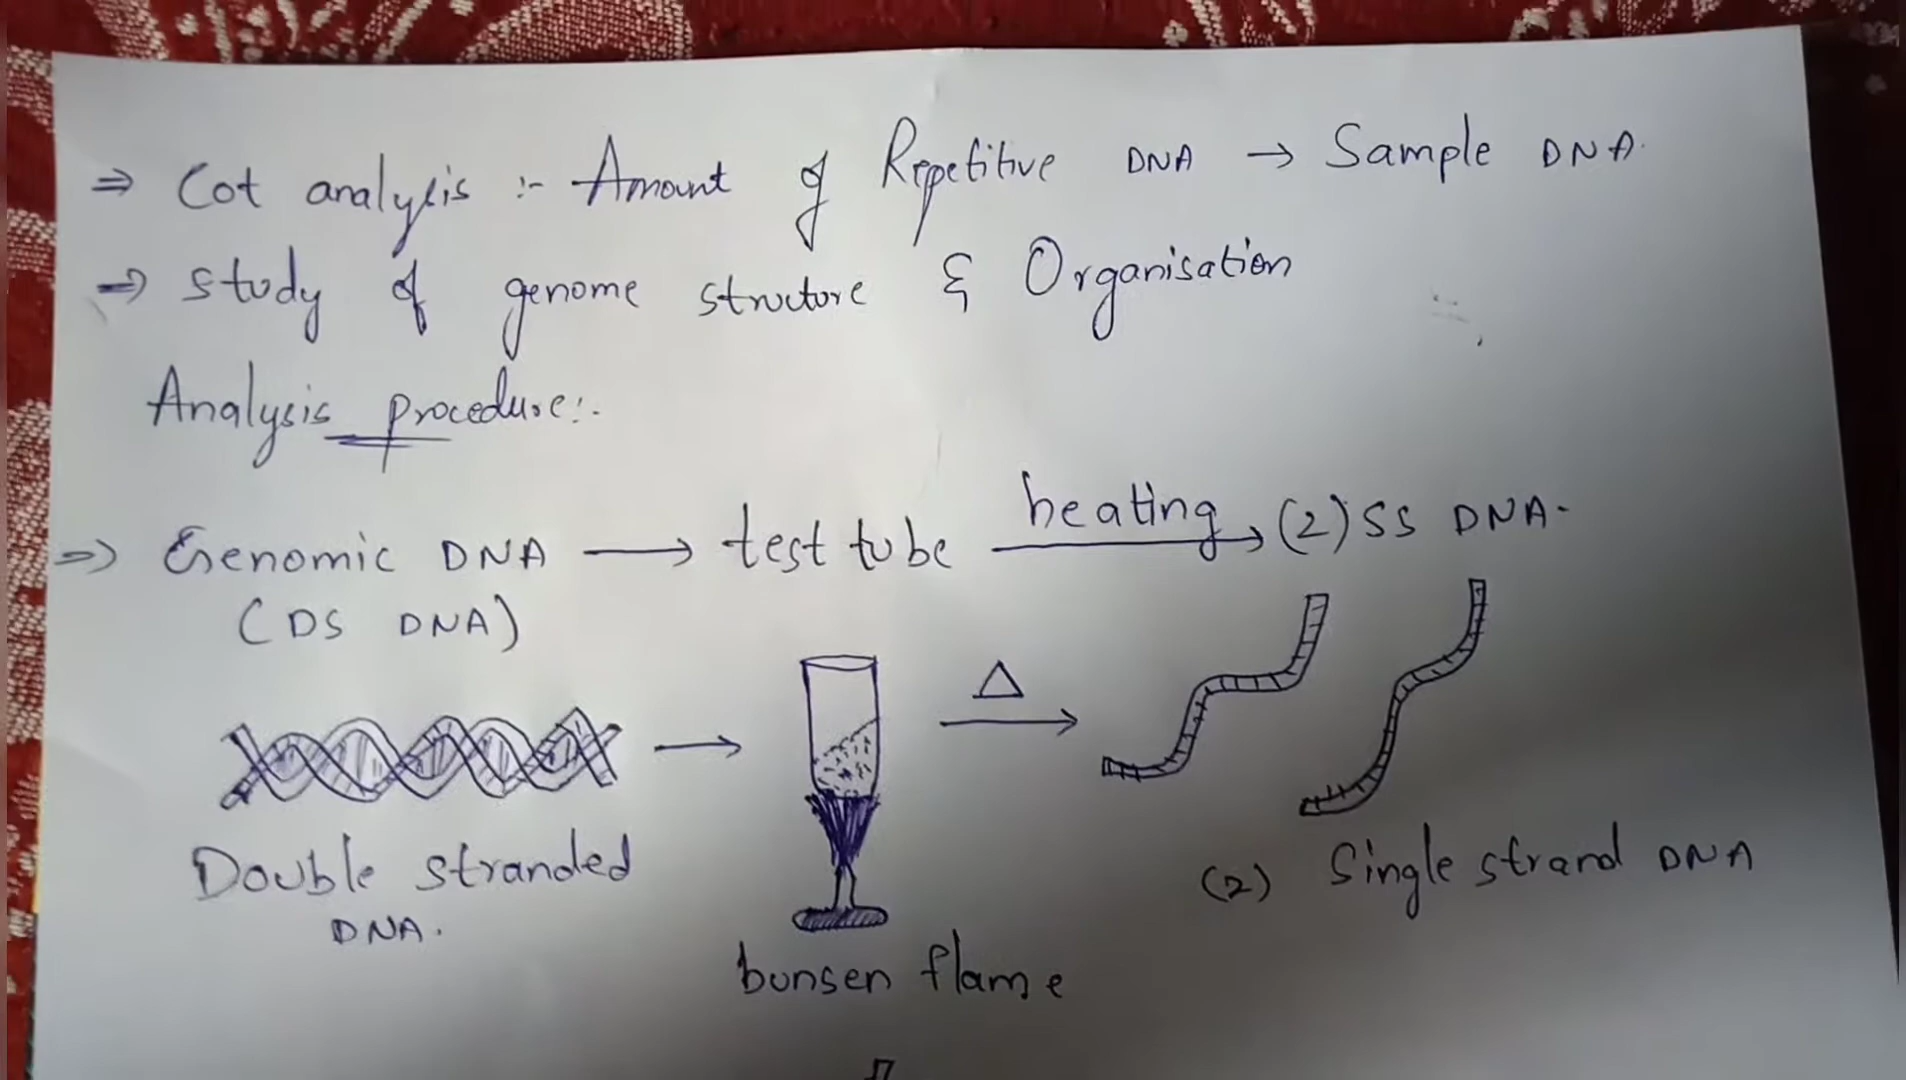 ⇒ Cot analysis :- Amount of Repetitive DNA → Sample DNA.
⇒ study of genome structure & Organisation
Analysis procedure:-
⇒ Genomic DNA → test tube heating → (2) SS DNA.
(DS DNA)
Δ
Double stranded
DNA.
(2) Single strand DNA
bunsen flame